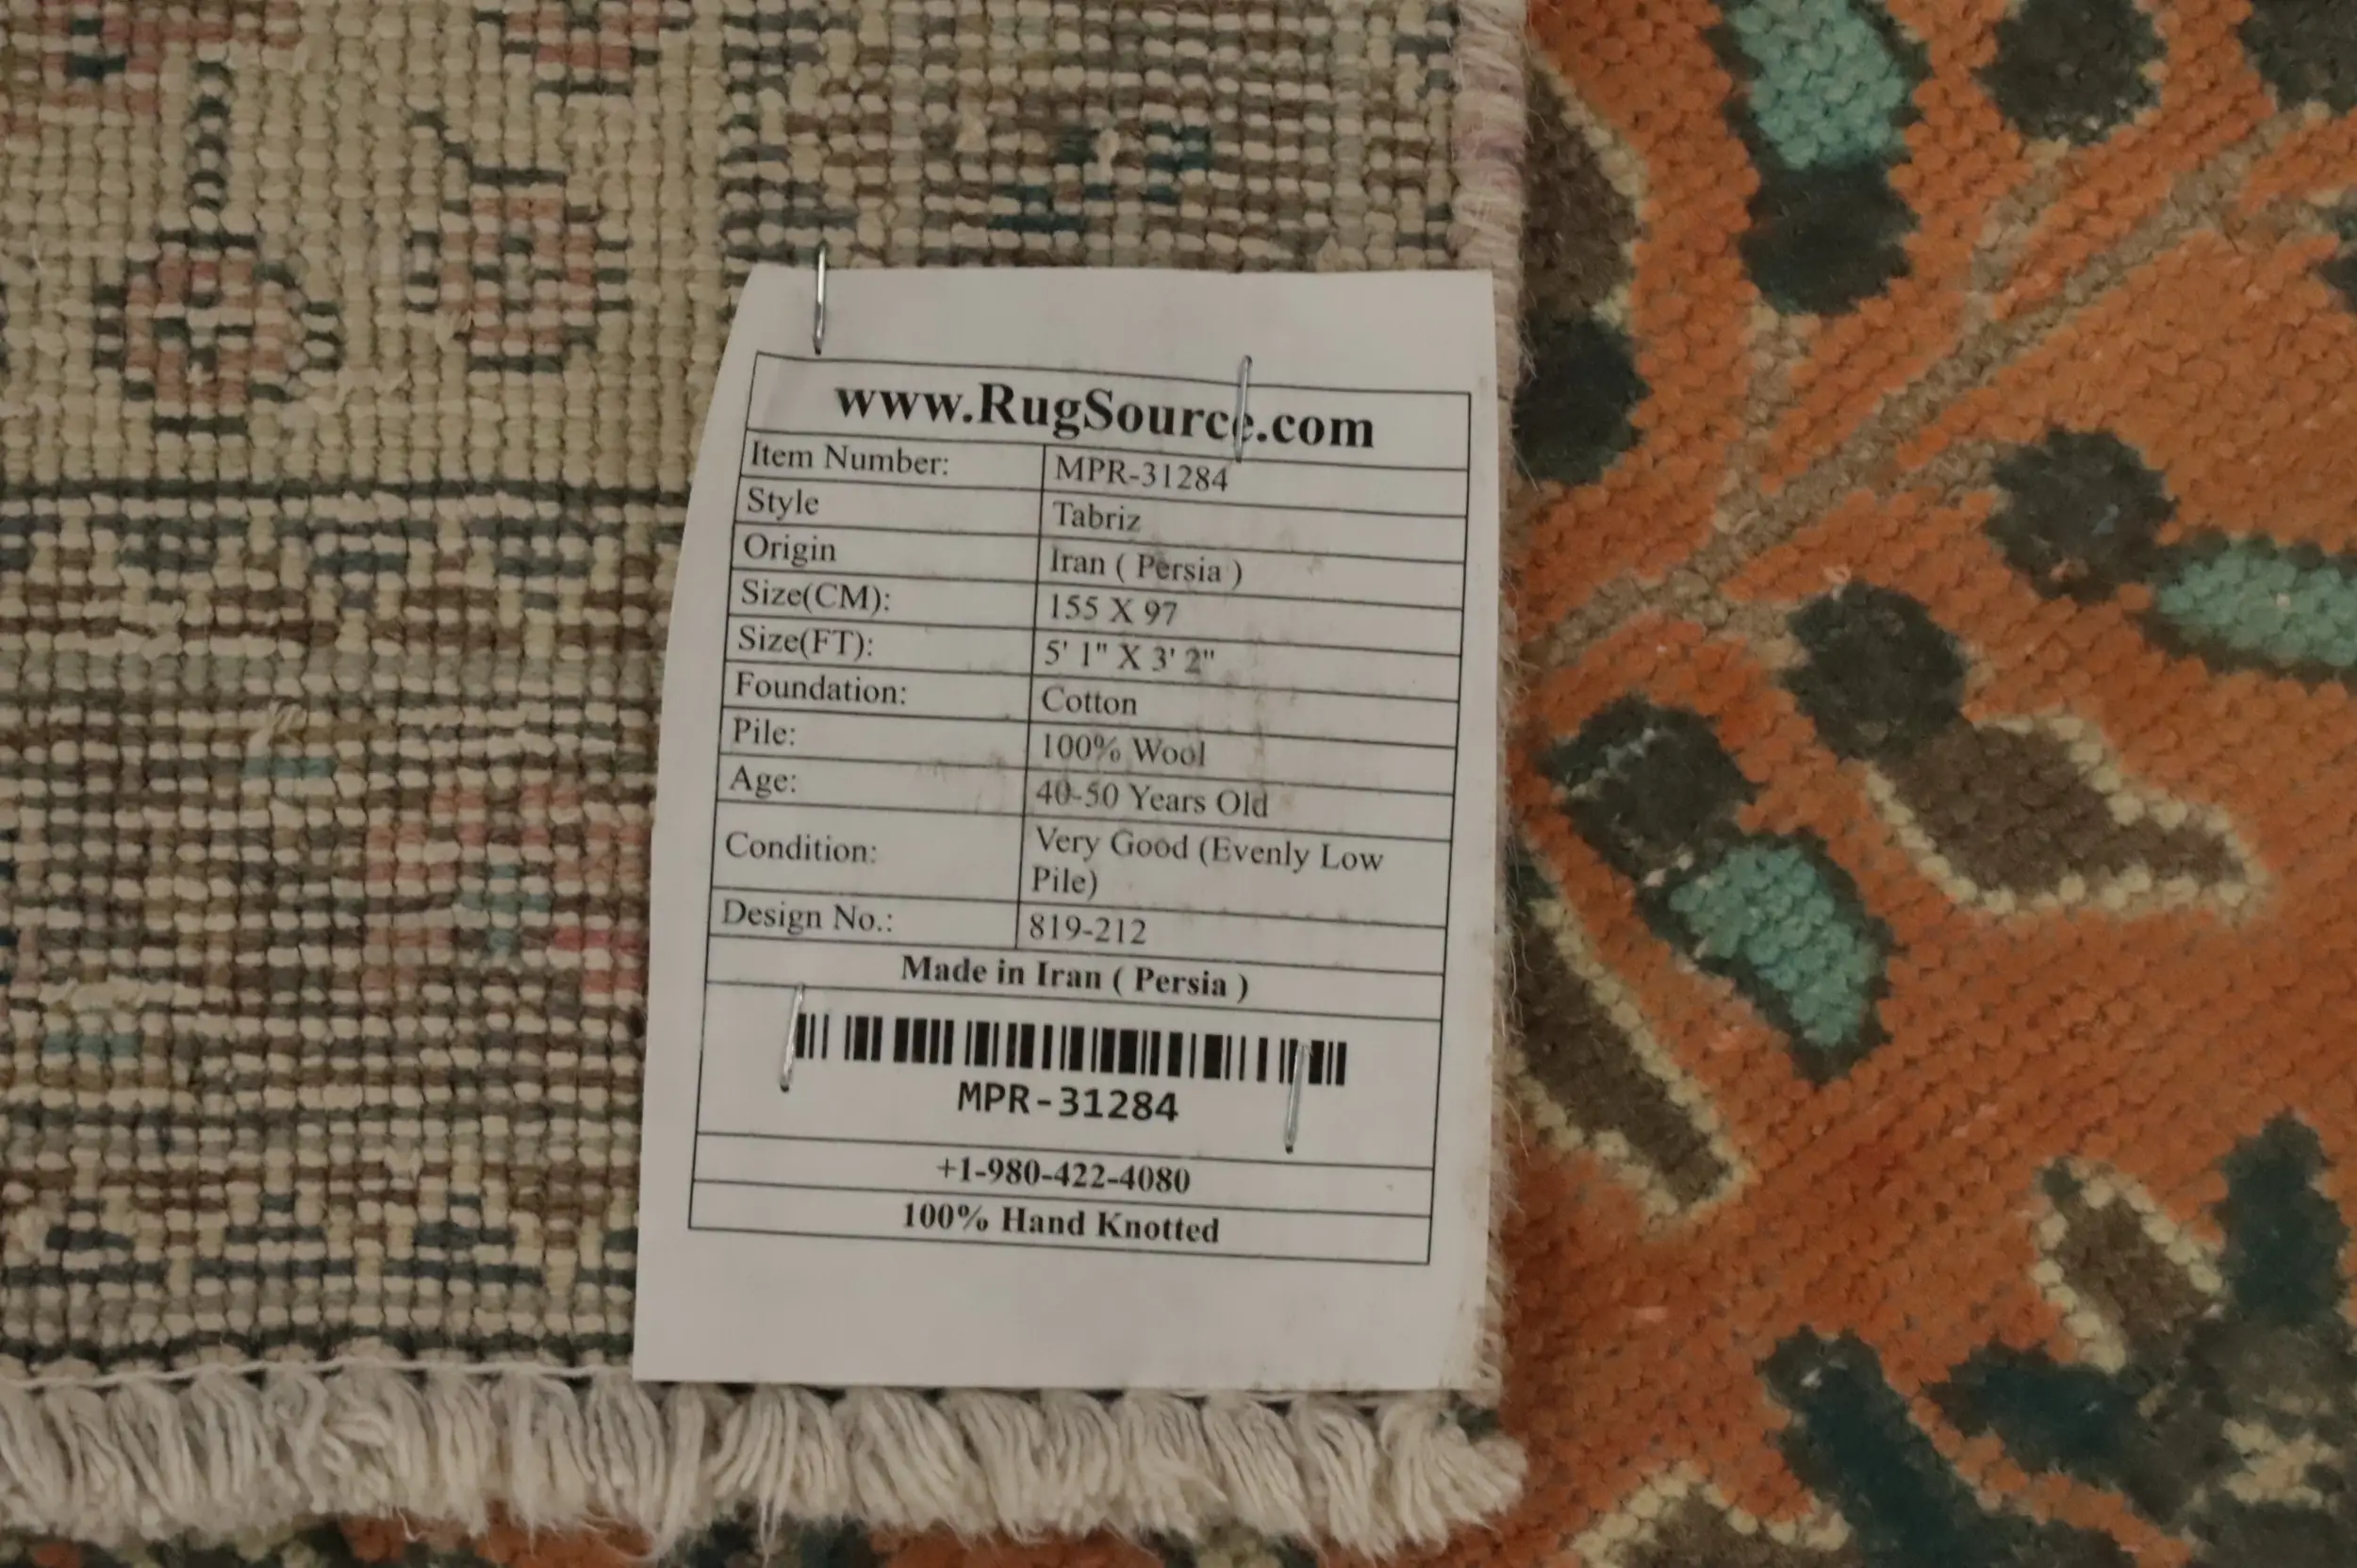 www.RugSource.com
Item Number: MPR-31284
Style Tabriz
Origin Iran ( Persia )
Size(CM): 155 X 97
Size(FT): 5' 1" X 3' 2"
Foundation: Cotton
Pile: 100% Wool
Age: 40-50 Years Old
Condition: Very Good (Evenly Low
Pile)
Design No.: 819-212
Made in Iran ( Persia )
MPR-31284
+1-980-422-4080
100% Hand Knotted